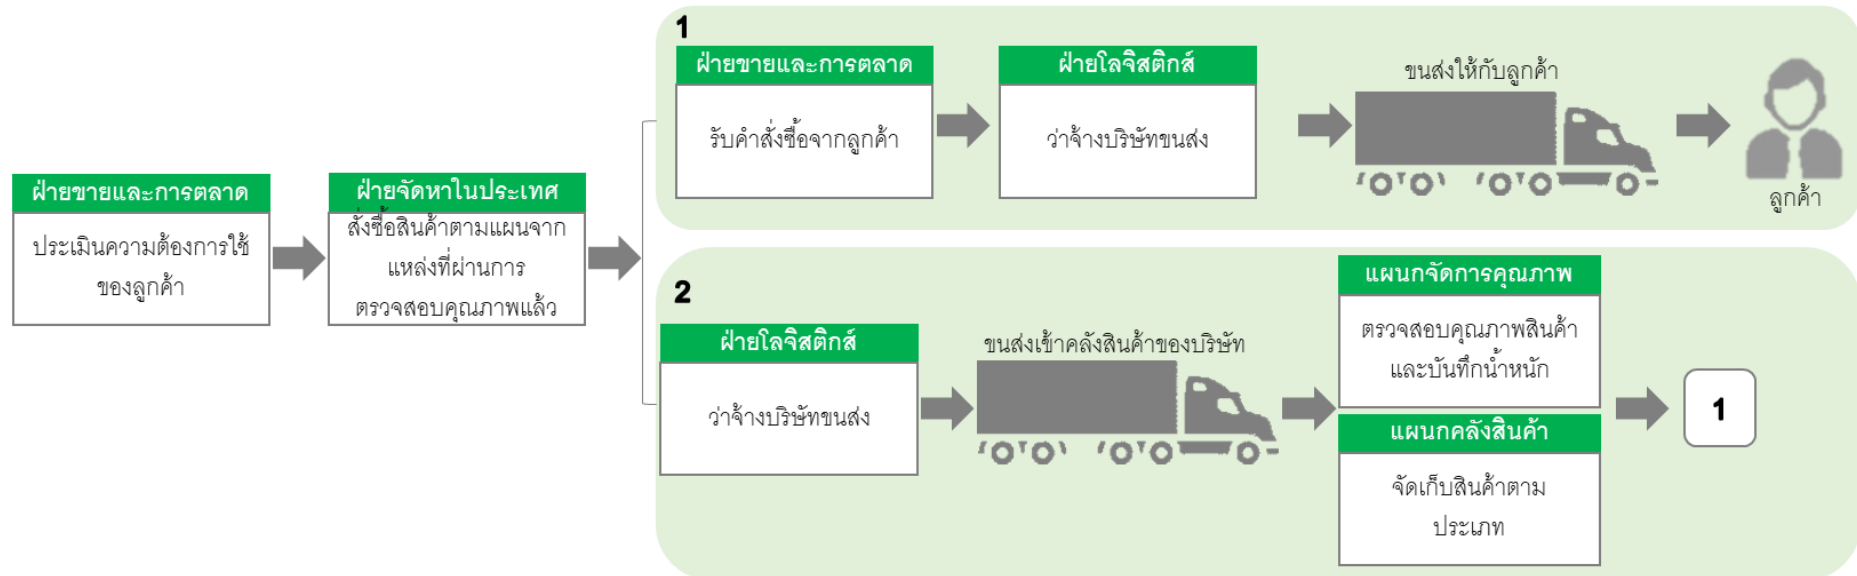 ฝ่ายขายและการตลาด
ประเมินความต้องการใช้
ของลูกค้า
ฝ่ายจัดหาในประเทศ
สั่งซื้อสินค้าตามแผนจาก
แหล่งที่ผ่านการ
ตรวจสอบคุณภาพแล้ว
1
ฝ่ายขายและการตลาด
รับคำสั่งซื้อจากลูกค้า
ฝ่ายโลจิสติกส์
ว่าจ้างบริษัทขนส่ง
ขนส่งให้กับลูกค้า
ลูกค้า
2
ฝ่ายโลจิสติกส์
ว่าจ้างบริษัทขนส่ง
ขนส่งเข้าคลังสินค้าของบริษัท
แผนกจัดการคุณภาพ
ตรวจสอบคุณภาพสินค้า
และบันทึกน้ำหนัก
แผนกคลังสินค้า
จัดเก็บสินค้าตาม
ประเภท
1